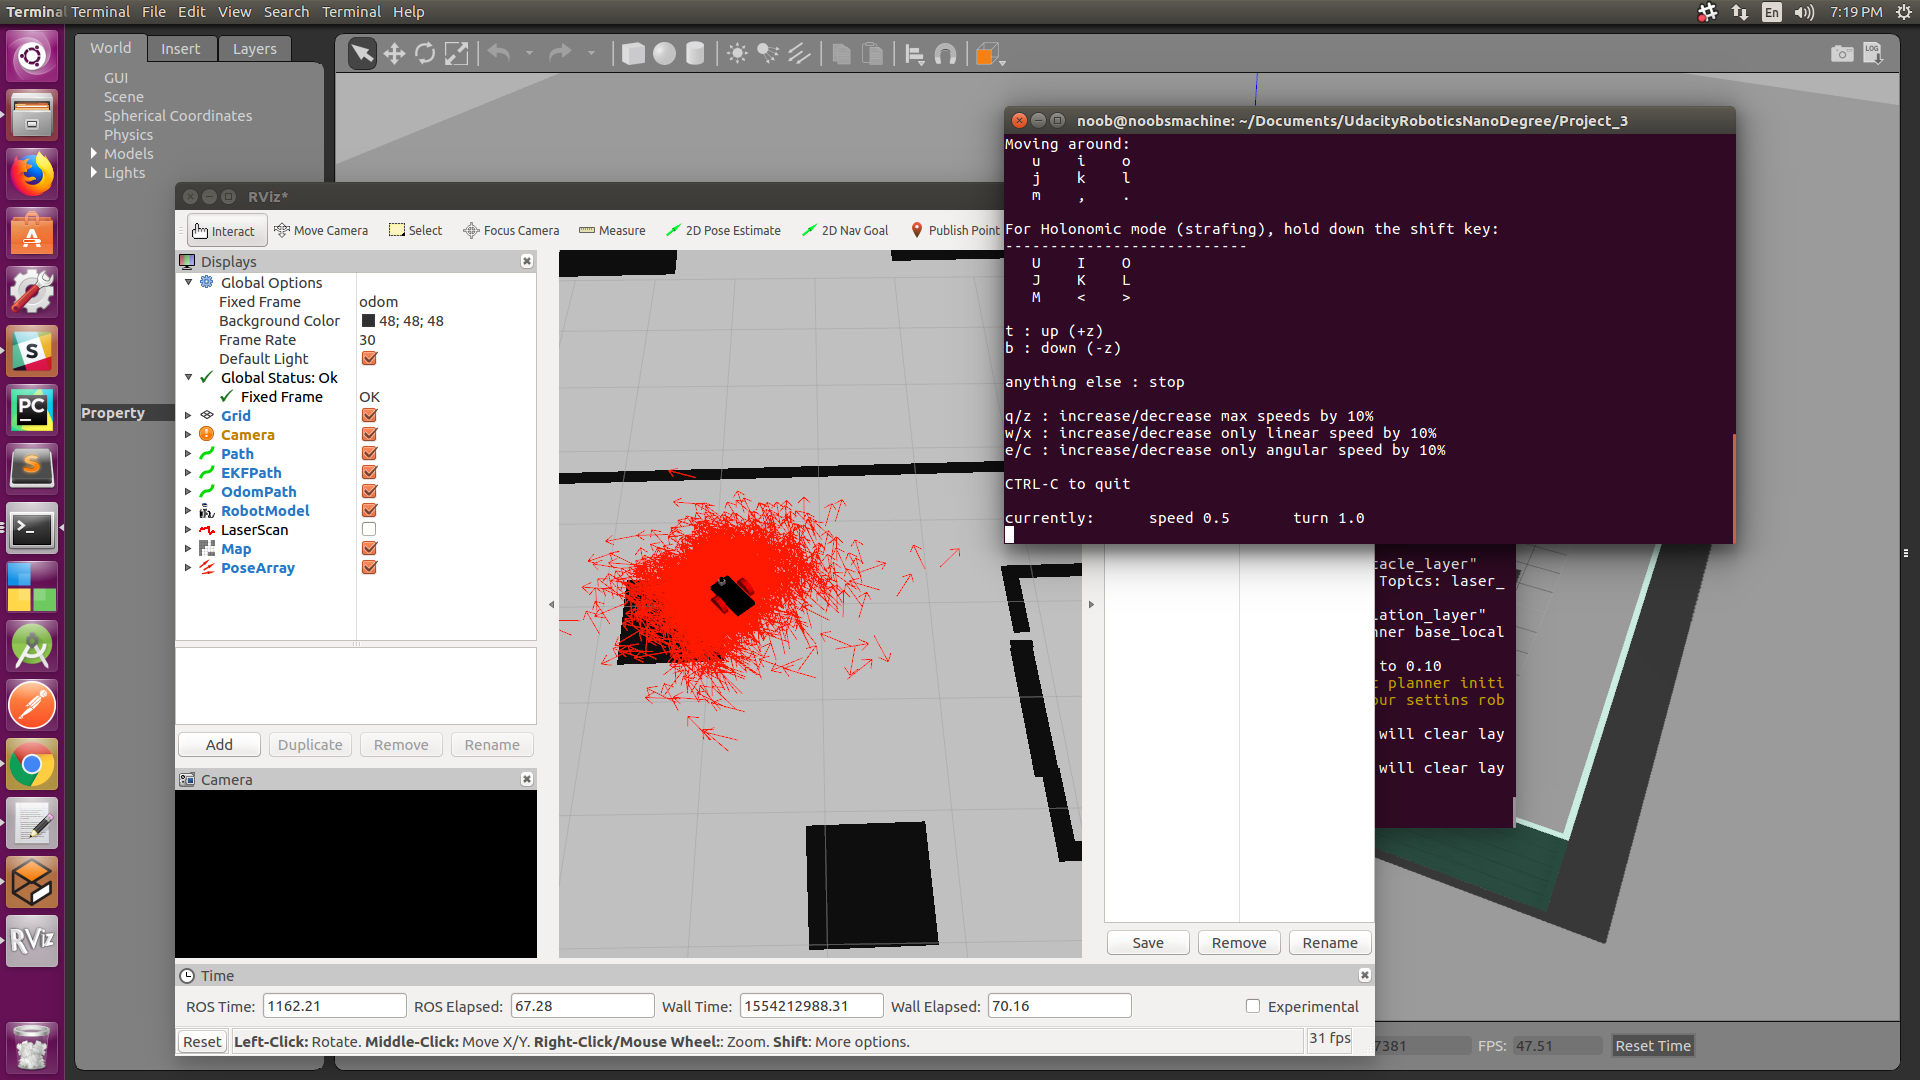 Terminal Terminal File Edit View Search Terminal Help
En 7:19 PM
World Insert Layers
GUI
Scene
Spherical Coordinates
Physics
Models
Lights
Property
LOG
RViz*
Interact Move Camera Select Focus Camera Measure 2D Pose Estimate 2D Nav Goal Publish Point
Displays
Global Options
Fixed Frame odom
Background Color 48; 48; 48
Frame Rate 30
Default Light
Global Status: Ok
Fixed Frame OK
Grid
Camera
Path
EKFPath
OdomPath
RobotModel
LaserScan
Map
PoseArray
Add Duplicate Remove Rename
Camera
noob@noobsmachine: ~/Documents/UdacityRoboticsNanoDegree/Project_3
Moving around:
u i o
j k l
m , .
For Holonomic mode (strafing), hold down the shift key:
---------------------------
U I O
J K L
M < >
t : up (+z)
b : down (-z)
anything else : stop
q/z : increase/decrease max speeds by 10%
w/x : increase/decrease only linear speed by 10%
e/c : increase/decrease only angular speed by 10%
CTRL-C to quit
currently: speed 0.5 turn 1.0
tacle_layer"
Topics: laser_
lation_layer"
nner base_local
to 0.10
t planner initi
our settins rob
will clear lay
will clear lay
Save Remove Rename
Time
ROS Time: 1162.21 ROS Elapsed: 67.28 Wall Time: 1554212988.31 Wall Elapsed: 70.16 Experimental
Reset Left-Click: Rotate. Middle-Click: Move X/Y. Right-Click/Mouse Wheel:: Zoom. Shift: More options. 31 fps
7381 FPS: 47.51 Reset Time
PC
S
RViz